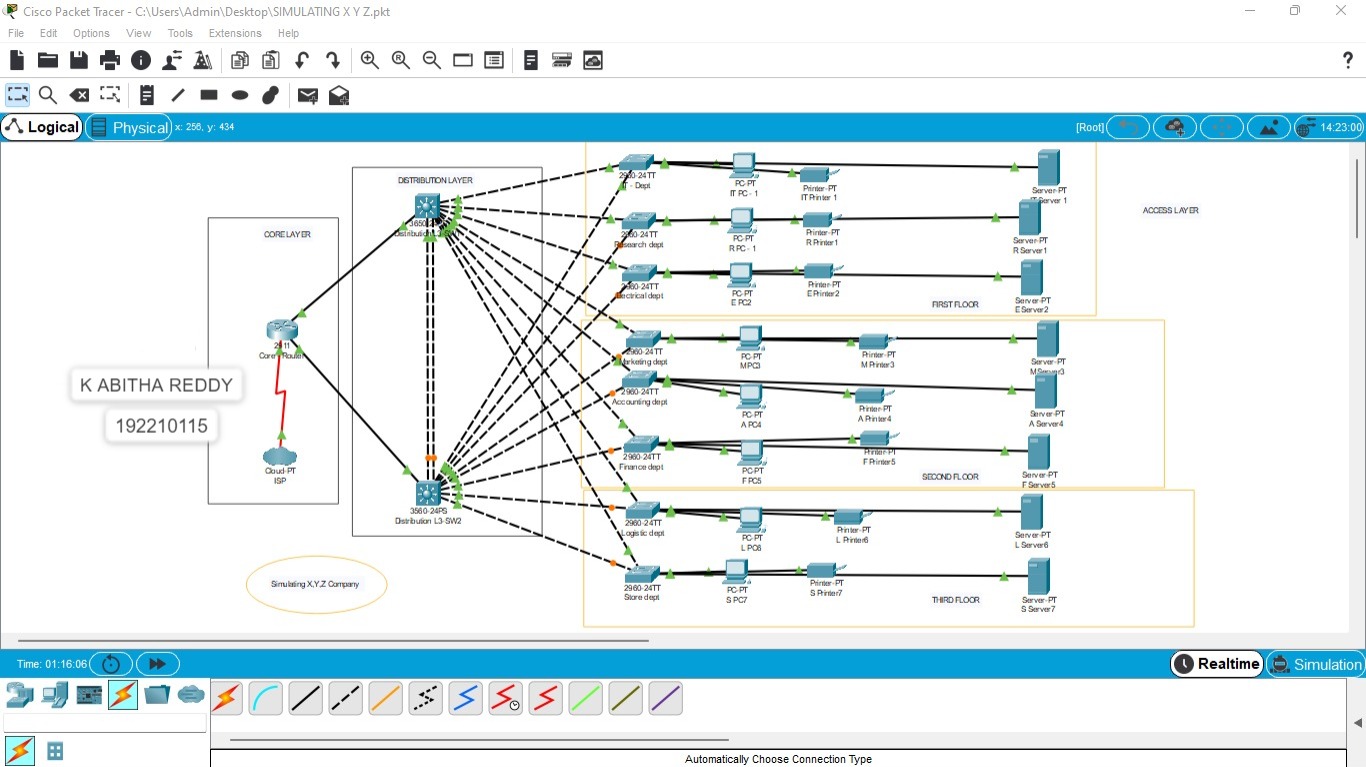 Cisco Packet Tracer - C:\Users\Admin\Desktop\SIMULATING X Y Z.pkt
File Edit Options View Tools Extensions Help
Logical Physical x: 256, y: 434 [Root] 14:23:00
DISTRIBUTION LAYER
CORE LAYER
ACCESS LAYER
2960-24TT
IT - Dept
PC-PT
IT PC - 1
Printer-PT
IT Printer 1
Server-PT
IT Server 1
2960-24TT
Research dept
PC-PT
R PC - 1
Printer-PT
R Printer1
Server-PT
R Server1
2960-24TT
Electrical dept
PC-PT
E PC2
Printer-PT
E Printer2
Server-PT
E Server2
FIRST FLOOR
2911
Core Router
K ABITHA REDDY
192210115
Cloud-PT
ISP
2960-24TT
Marketing dept
PC-PT
M PC3
Printer-PT
M Printer3
Server-PT
M Server3
2960-24TT
Accounting dept
PC-PT
A PC4
Printer-PT
A Printer4
Server-PT
A Server4
2960-24TT
Finance dept
PC-PT
F PC5
Printer-PT
F Printer5
Server-PT
F Server5
SECOND FLOOR
3560-24PS
Distribution L3-SW2
2960-24TT
Logistic dept
PC-PT
L PC6
Printer-PT
L Printer6
Server-PT
L Server6
2960-24TT
Store dept
PC-PT
S PC7
Printer-PT
S Printer7
Server-PT
S Server7
THIRD FLOOR
Simulating X,Y,Z Company
Time: 01:16:06 Realtime Simulation
Automatically Choose Connection Type